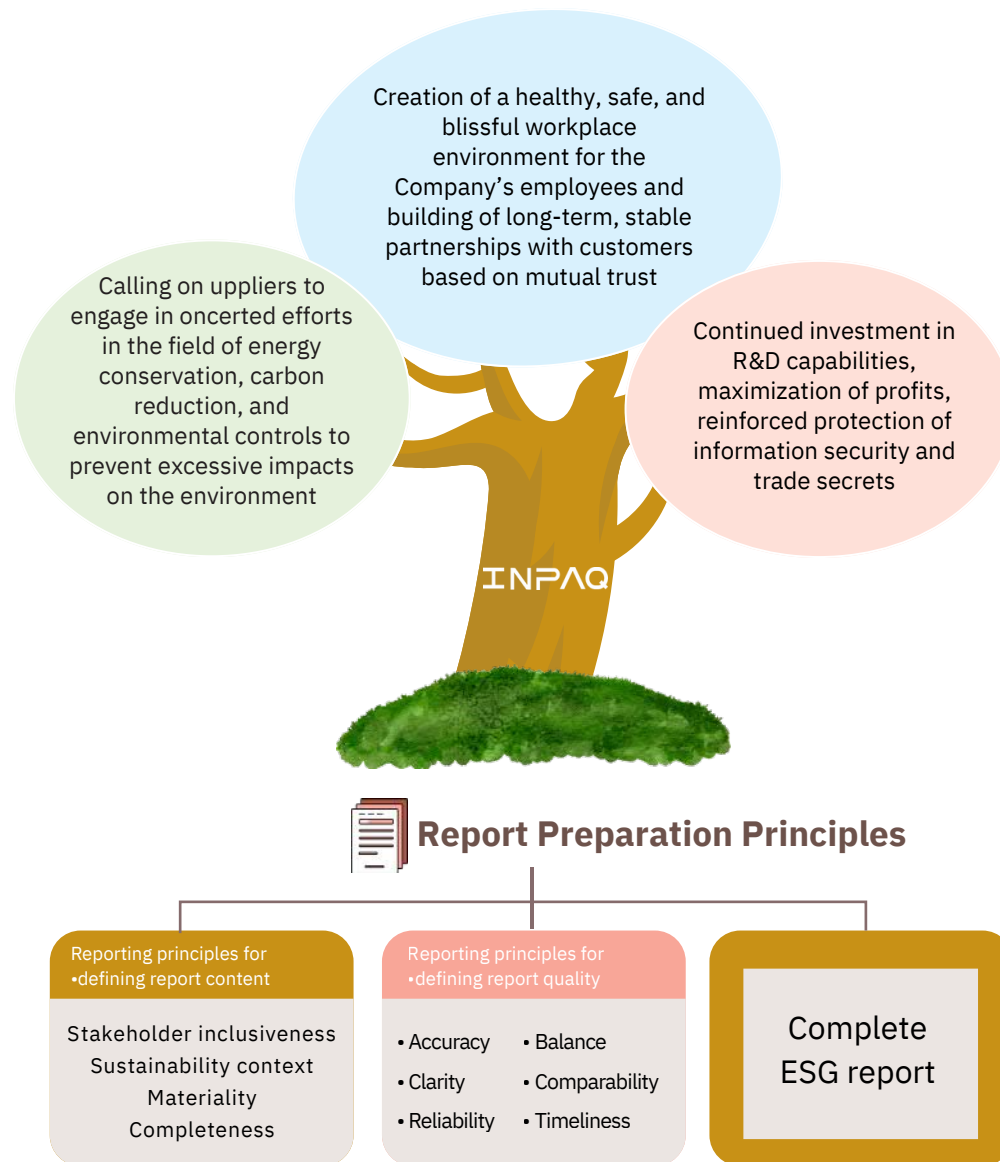 Creation of a healthy, safe, and
blissful workplace
environment for the
Company's employees and
building of long-term, stable
partnerships with customers
based on mutual trust
Calling on uppliers to
engage in oncerted efforts
in the field of energy
conservation, carbon
reduction, and
environmental controls to
prevent excessive impacts
on the environment
Continued investment in
R&D capabilities,
maximization of profits,
reinforced protection of
information security and
trade secrets
INPAQ
Report Preparation Principles
Reporting principles for
•defining report content
Stakeholder inclusiveness
Sustainability context
Materiality
Completeness
Reporting principles for
•defining report quality
• Accuracy
• Clarity
• Reliability
• Balance
• Comparability
• Timeliness
Complete
ESG report